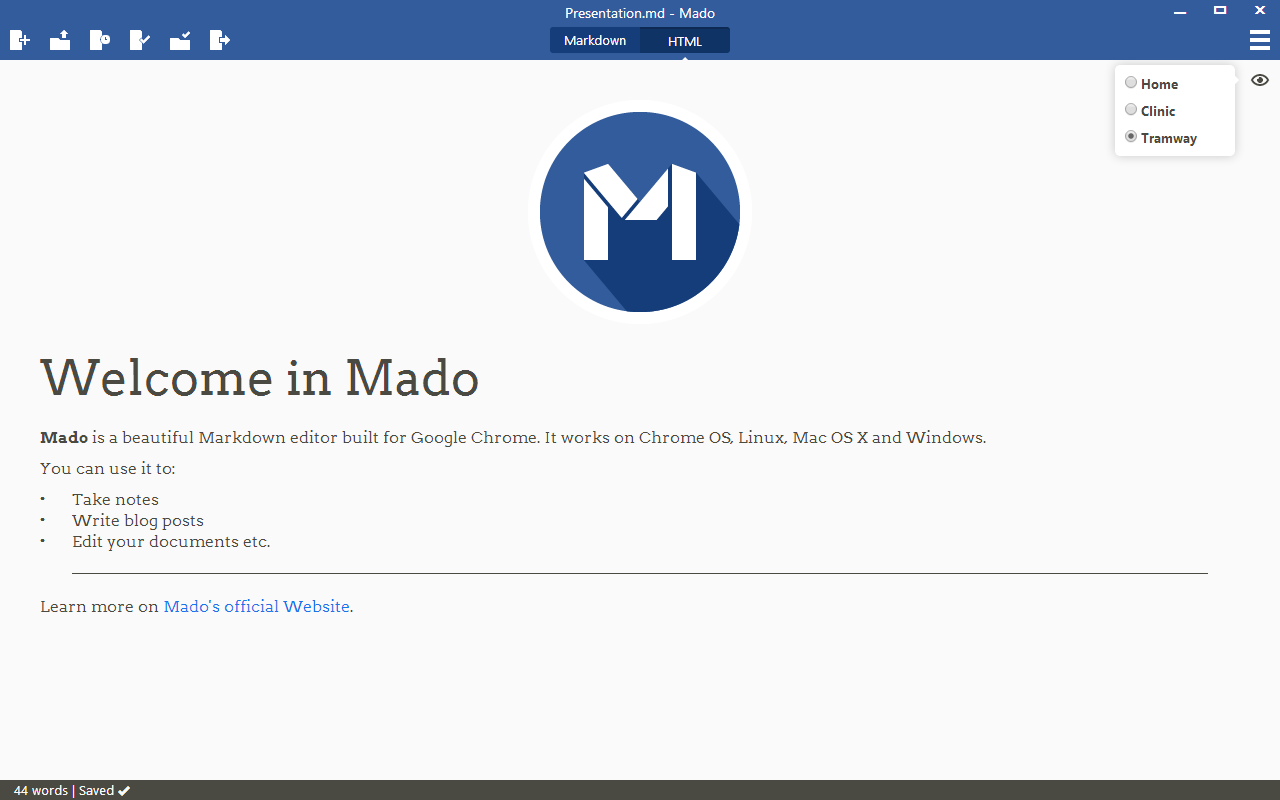 Presentation.md - Mado
Markdown
HTML
Home
Clinic
Tramway
M
Welcome in Mado
Mado is a beautiful Markdown editor built for Google Chrome. It works on Chrome OS, Linux, Mac OS X and Windows.
You can use it to:
• Take notes
• Write blog posts
• Edit your documents etc.
Learn more on Mado's official Website.
44 words | Saved ✔